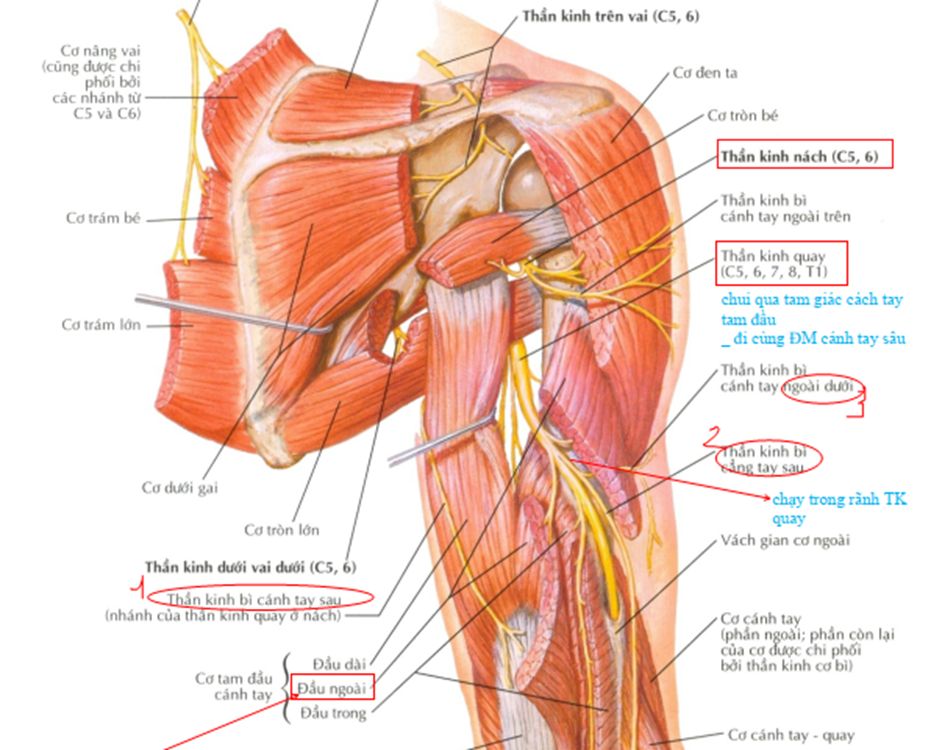 Thần kinh trên vai (C5, 6)
Cơ nâng vai
(cũng được chi
phối bởi
các nhánh từ
C5 và C6)
Cơ đen ta
Cơ tròn bé
Thần kinh nách (C5, 6)
Cơ trám bé
Thần kinh bì
cánh tay ngoài trên
Thần kinh quay
(C5, 6, 7, 8, T1)
chui qua tam giác cách tay
tam đầu
_ đi cùng ĐM cánh tay sâu
Cơ trám lớn
Thần kinh bì
cánh tay ngoài dưới
3
2
Thần kinh bì
cẳng tay sau
Cơ dưới gai
chạy trong rãnh TK
quay
Cơ tròn lớn
Vách gian cơ ngoài
Thần kinh dưới vai dưới (C5, 6)
1
Thần kinh bì cánh tay sau
(nhánh của thần kinh quay ở nách)
Cơ cánh tay
(phần ngoài; phần còn lại
của cơ được chi phối
bởi thần kinh cơ bì)
Cơ tam đầu
cánh tay
Đầu dài
Đầu ngoài
Đầu trong
Cơ cánh tay - quay